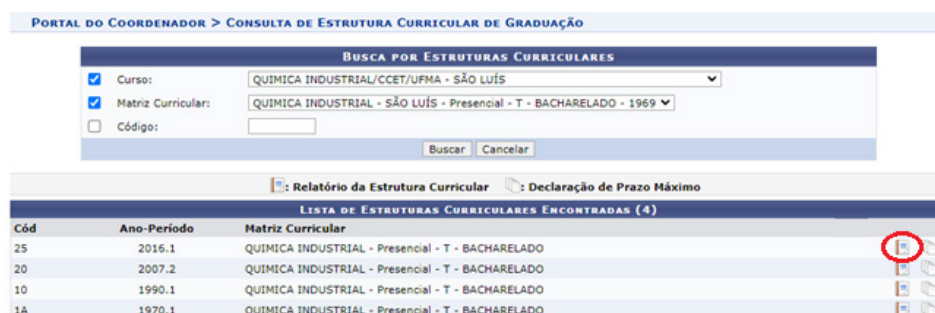 PORTAL DO COORDENADOR > CONSULTA DE ESTRUTURA CURRICULAR DE GRADUAÇÃO
BUSCA POR ESTRUTURAS CURRICULARES
Curso: QUIMICA INDUSTRIAL/CCET/UFMA - SÃO LUÍS
Matriz Curricular: QUIMICA INDUSTRIAL - SÃO LUÍS - Presencial - T - BACHARELADO - 1969
Código:
Buscar Cancelar
: Relatório da Estrutura Curricular : Declaração de Prazo Máximo
LISTA DE ESTRUTURAS CURRICULARES ENCONTRADAS (4)
Cód Ano-Período Matriz Curricular
25 2016.1 QUIMICA INDUSTRIAL - Presencial - T - BACHARELADO
20 2007.2 QUIMICA INDUSTRIAL - Presencial - T - BACHARELADO
10 1990.1 QUIMICA INDUSTRIAL - Presencial - T - BACHARELADO
1A 1970.1 QUIMICA INDUSTRIAL - Presencial - T - BACHARELADO